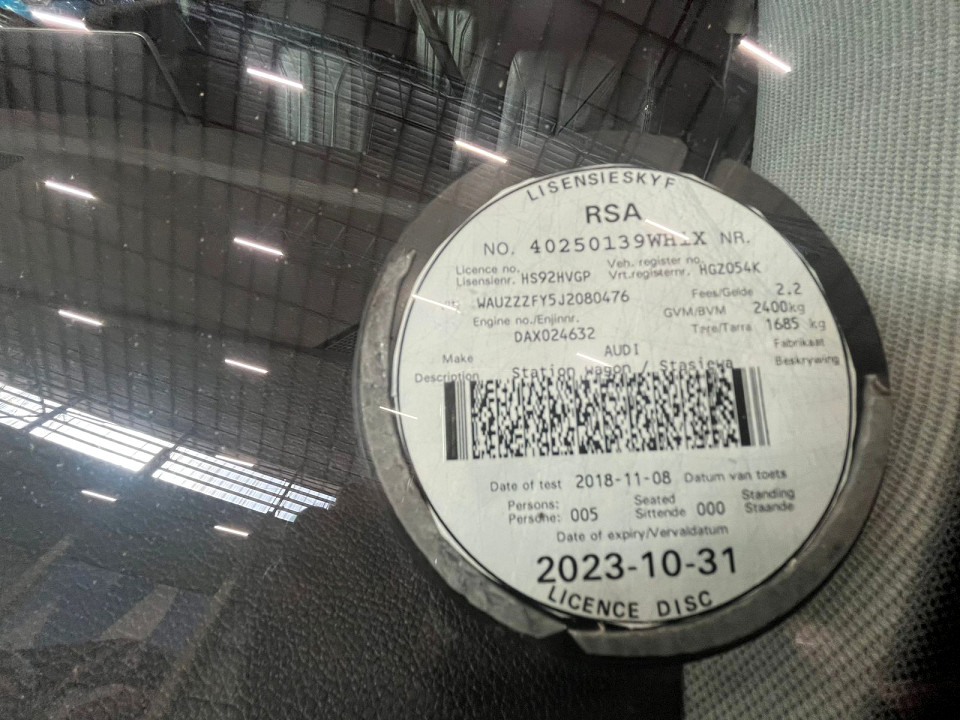 LISENSIESKYF
RSA
NO. 40250139WH1X NR.
Licence no. Lisensienr. HS92HVGP Veh. register no. Vrt.registernr. HGZ054K
WAUZZZFY5J2080476 Fees/Gelde 2.2
Engine no./Enjinnr. GVM/BVM 2400kg
DAX024632 Tare/Tarra 1685 kg
Make AUDI Fabrikaat
Description Station wagon / Stasiewa Beskrywing
Date of test 2018-11-08 Datum van toets
Persons: Persone: 005 Seated Sittende 000 Standing Staande
Date of expiry/Vervaldatum
2023-10-31
LICENCE DISC